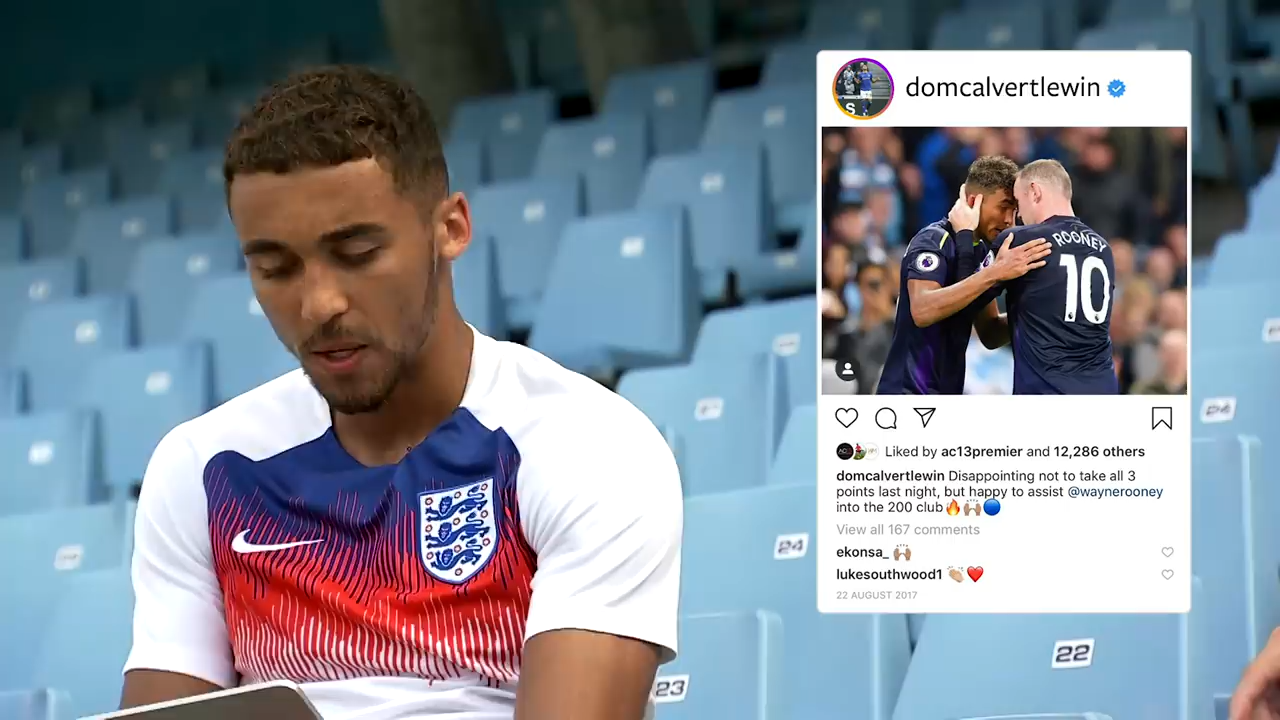 domcalvertlewin
ROONEY
10
S
Liked by ac13premier and 12,286 others
domcalvertlewin Disappointing not to take all 3
points last night, but happy to assist @waynerooney
into the 200 club🔥🙌🏽🔵
View all 167 comments
ekonsa_ 🙌🏽
lukesouthwood1 👏🏼❤️
22 AUGUST 2017
24
24
22
23